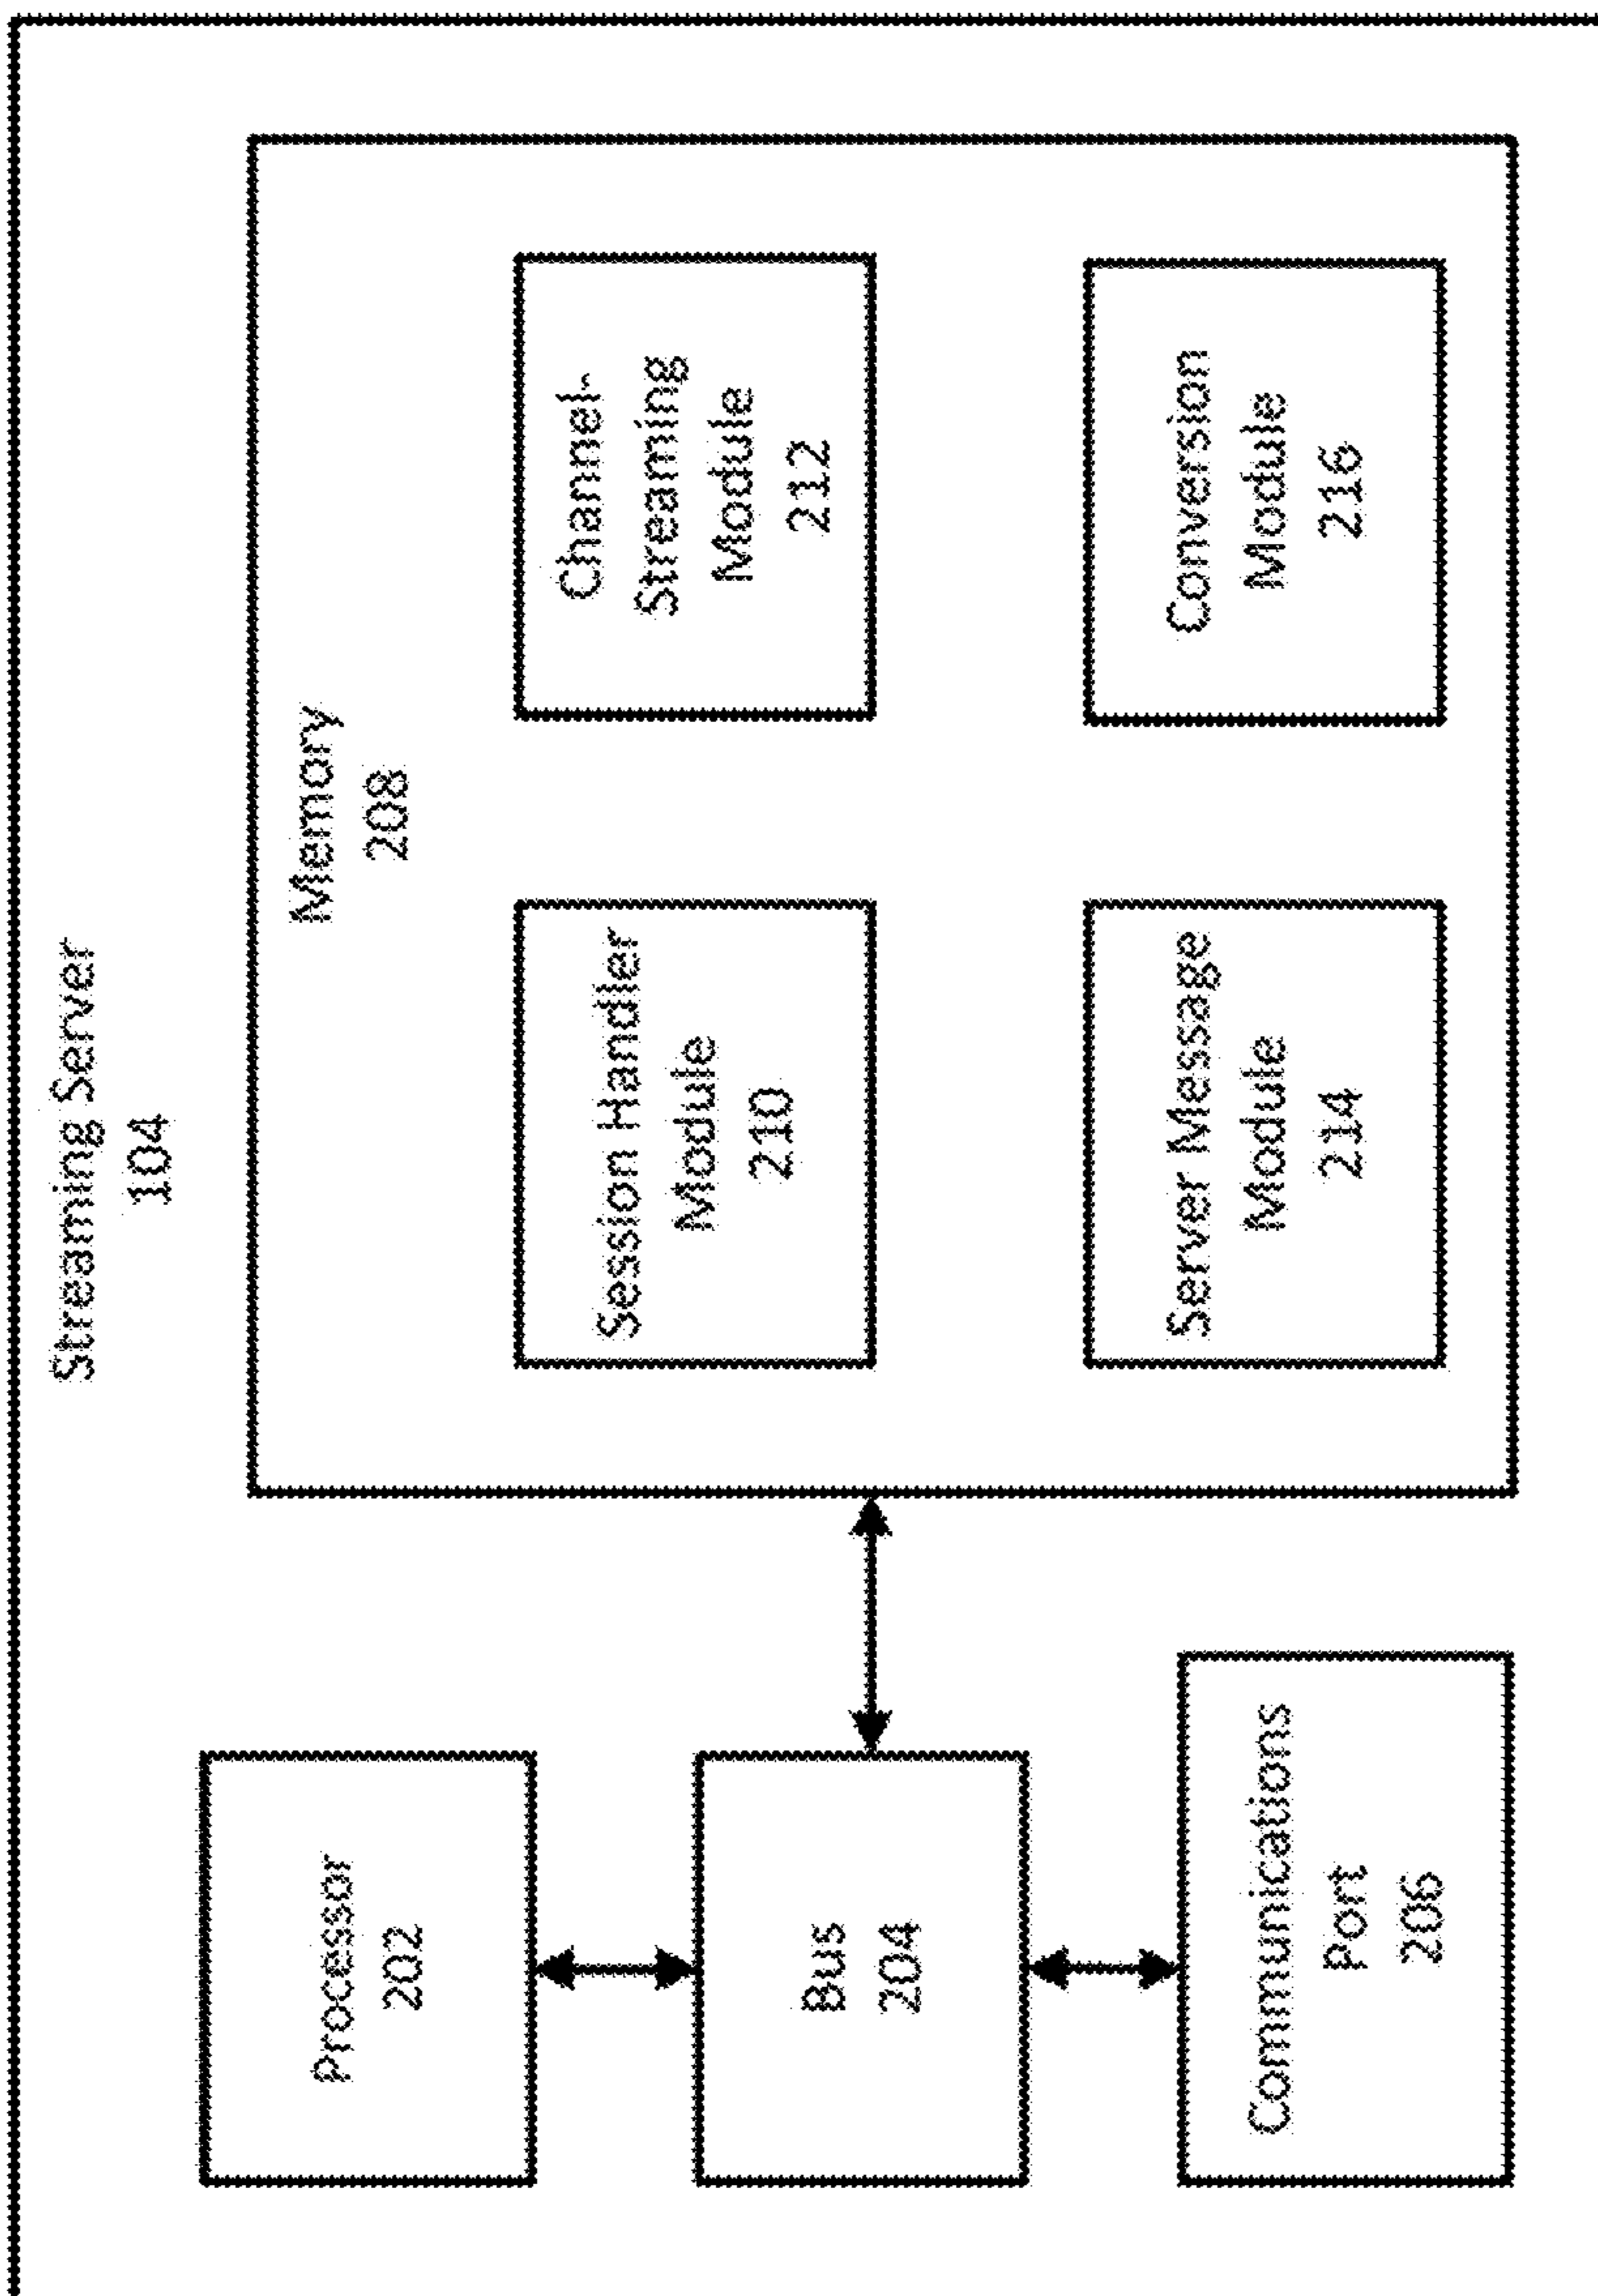 Streaming Server
104
Processor
202
Bus
204
Communications
Port
206
Memory
208
Session Handler
Module
210
Channel-
Streaming
Module
212
Server Message
Module
214
Conversion
Module
216